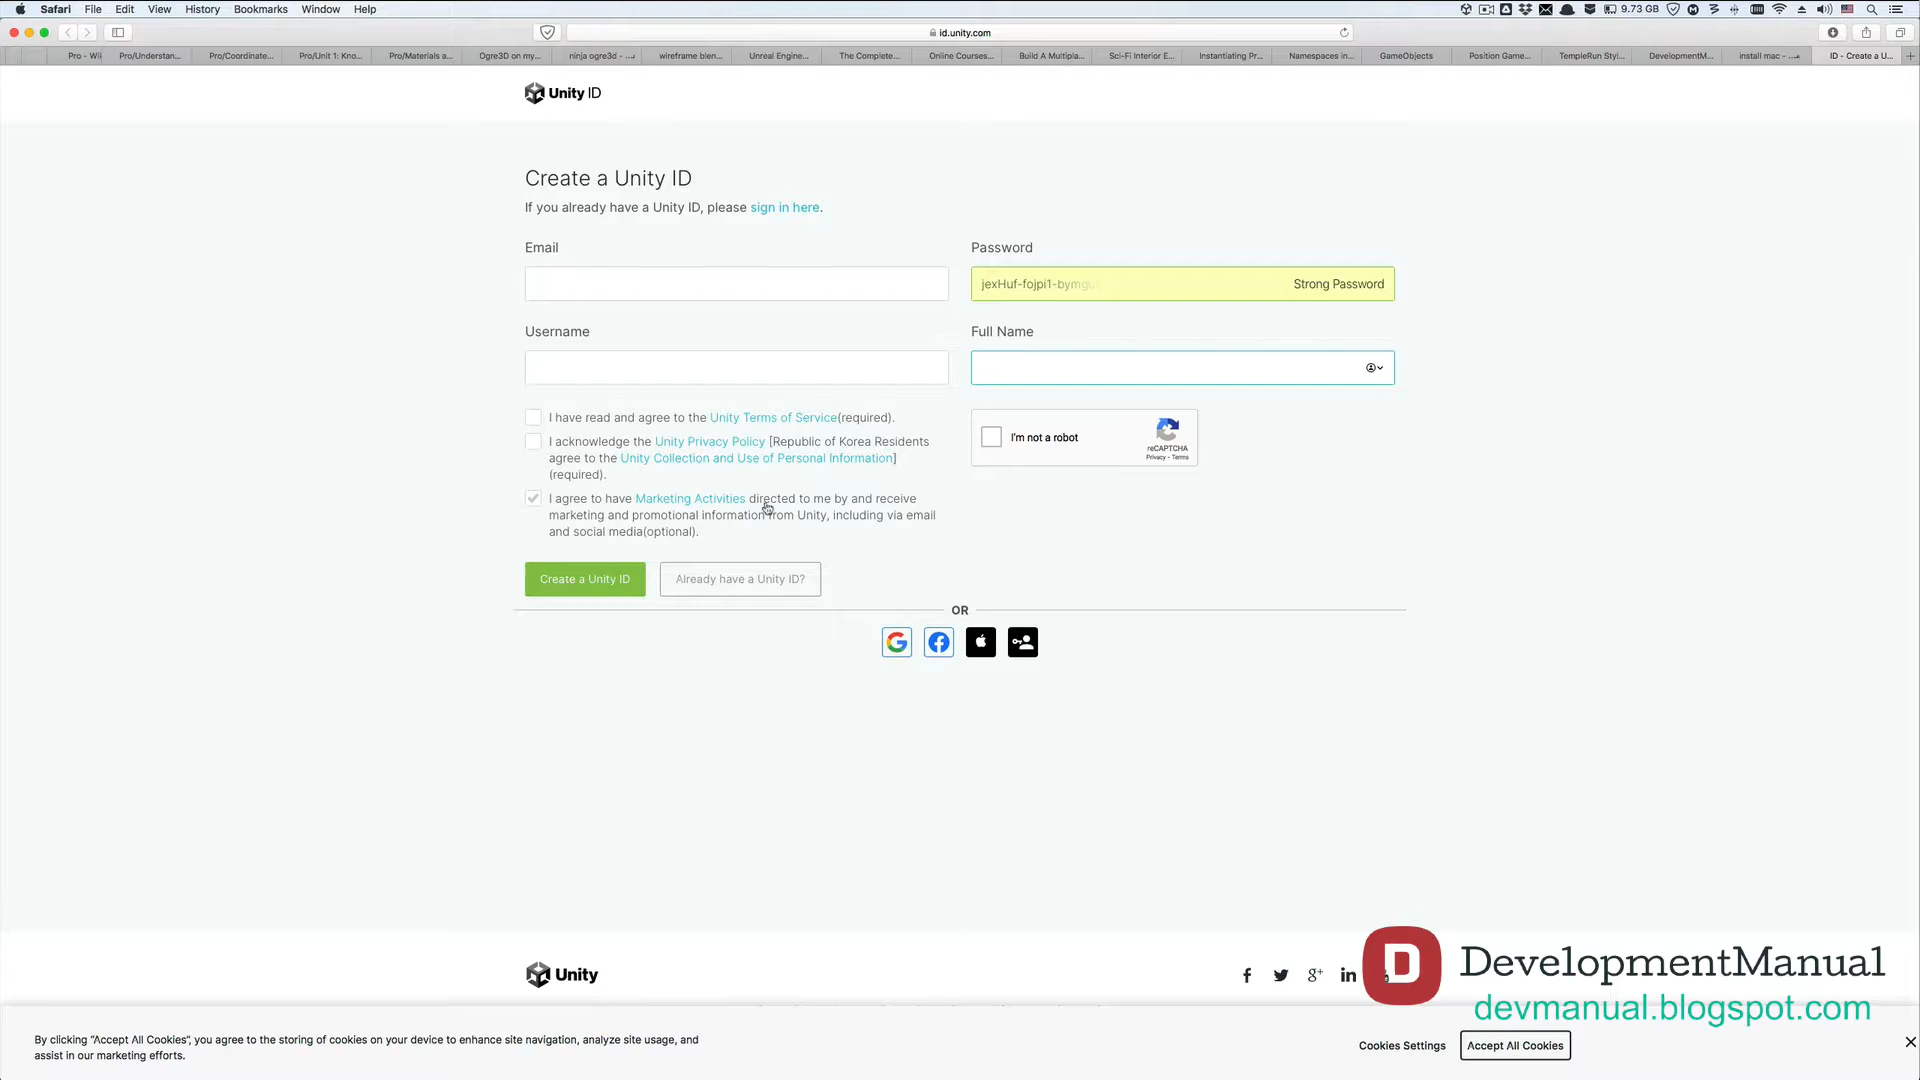 Safari File Edit View History Bookmarks Window Help
9.73 GB
id.unity.com
Pro - Wi
Pro/Understan...
Pro/Coordinate...
Pro/Unit 1: Kno...
Pro/Materials a...
Ogre3D on my...
ninja ogre3d - ...
wireframe blen...
Unreal Engine...
The Complete...
Online Courses...
Build A Multipla...
Sci-Fi Interior E...
Instantiating Pr...
Namespaces in...
GameObjects
Position Game...
TempleRun Styl...
DevelopmentM...
install mac - ...
ID - Create a U...
Unity ID
Create a Unity ID
If you already have a Unity ID, please sign in here.
Email
Password
jexHuf-fojpi1-bymgu
Strong Password
Username
Full Name
I have read and agree to the Unity Terms of Service(required).
I acknowledge the Unity Privacy Policy [Republic of Korea Residents
agree to the Unity Collection and Use of Personal Information]
(required).
I agree to have Marketing Activities directed to me by and receive
marketing and promotional information from Unity, including via email
and social media(optional).
I'm not a robot
reCAPTCHA
Privacy - Terms
Create a Unity ID
Already have a Unity ID?
OR
Unity
D
DevelopmentManual
devmanual.blogspot.com
By clicking "Accept All Cookies", you agree to the storing of cookies on your device to enhance site navigation, analyze site usage, and
assist in our marketing efforts.
Cookies Settings
Accept All Cookies